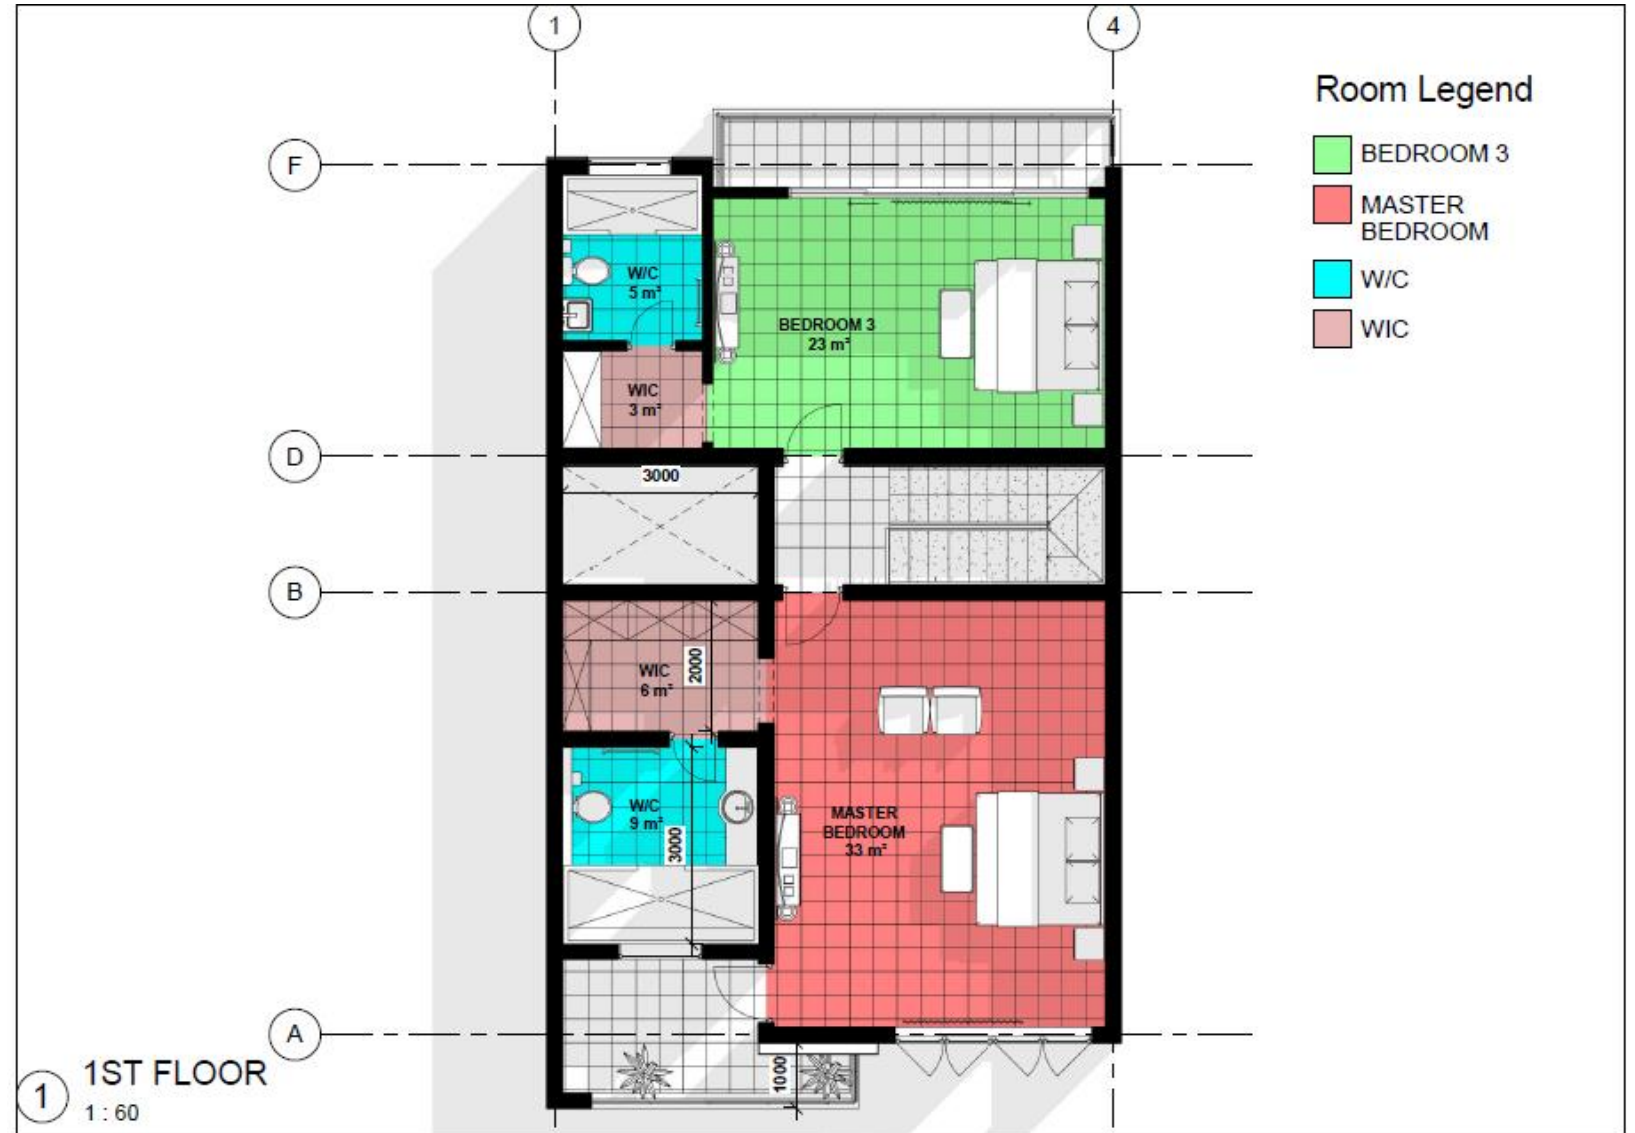 1
4
Room Legend
BEDROOM 3
MASTER
BEDROOM
W/C
WIC
F
D
B
A
W/C
5 m²
BEDROOM 3
23 m²
WIC
3 m²
3000
WIC
6 m²
2000
W/C
9 m²
3000
MASTER
BEDROOM
33 m²
1000
1
1ST FLOOR
1 : 60